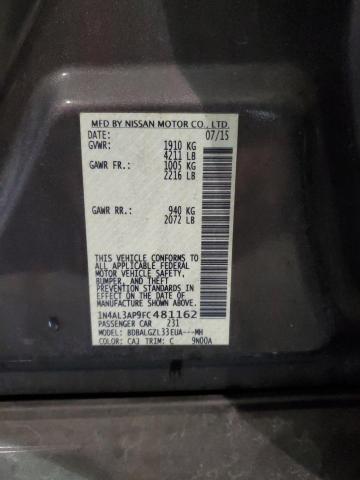 MFD BY NISSAN MOTOR CO., LTD.
DATE: 07/15
GVWR: 1910 KG
4211 LB
GAWR FR.: 1005 KG
2216 LB
GAWR RR.: 940 KG
2072 LB
THIS VEHICLE CONFORMS TO
ALL APPLICABLE FEDERAL
MOTOR VEHICLE SAFETY,
BUMPER, AND THEFT
PREVENTION STANDARDS IN
EFFECT ON THE DATE OF
MANUFACTURE SHOWN ABOVE.
1N4AL3AP9FC481162
PASSENGER CAR 231
MODEL: BDBALGZL33EUA---MH
COLOR: CAJ TRIM: C 9N00A